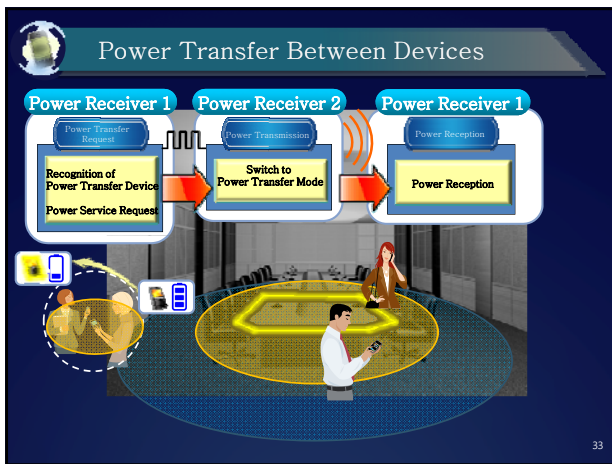 Power Transfer Between Devices
Power Receiver 1
Power Transfer
Request
Recognition of
Power Transfer Device
Power Service Request
Power Receiver 2
Power Transmission
Switch to
Power Transfer Mode
Power Receiver 1
Power Reception
Power Reception
33